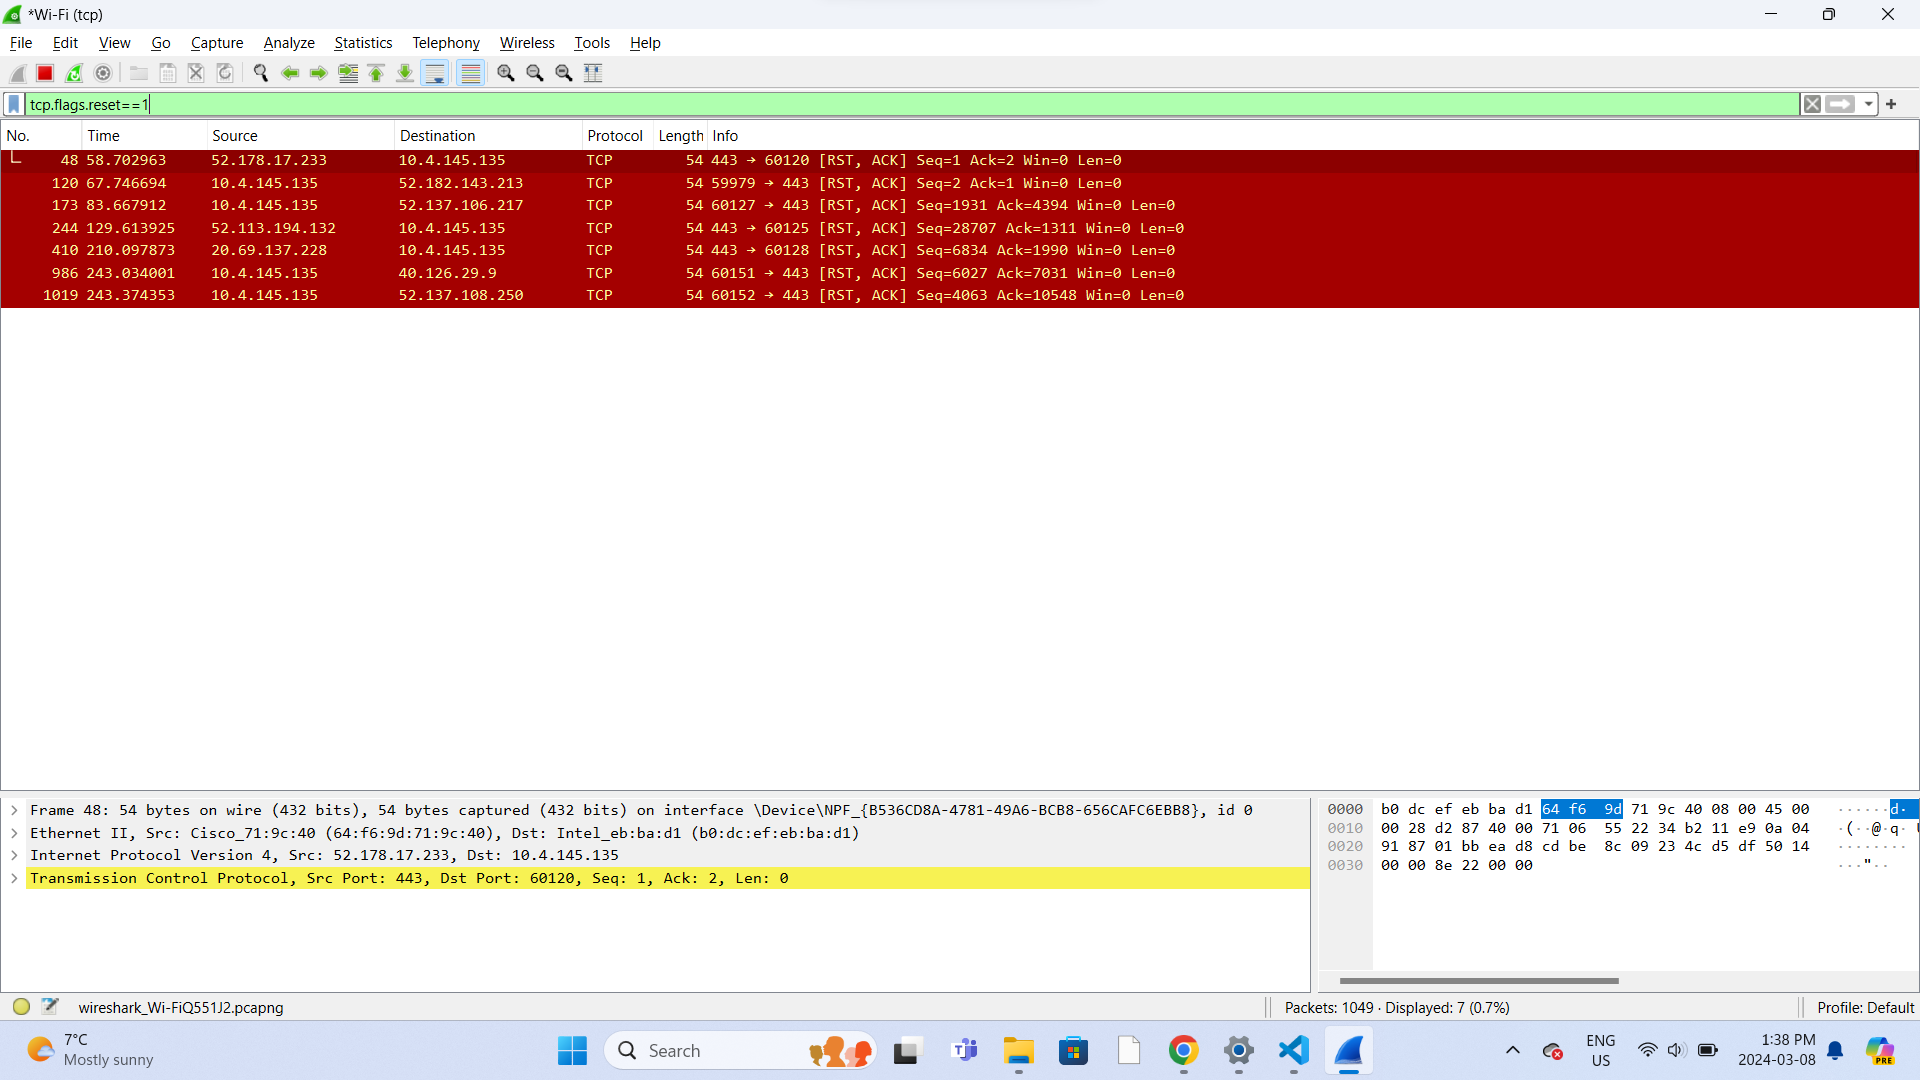 *Wi-Fi (tcp)
File Edit View Go Capture Analyze Statistics Telephony Wireless Tools Help
tcp.flags.reset==1
No. Time Source Destination Protocol Length Info
48 58.702963 52.178.17.233 10.4.145.135 TCP 54 443 → 60120 [RST, ACK] Seq=1 Ack=2 Win=0 Len=0
120 67.746694 10.4.145.135 52.182.143.213 TCP 54 59979 → 443 [RST, ACK] Seq=2 Ack=1 Win=0 Len=0
173 83.667912 10.4.145.135 52.137.106.217 TCP 54 60127 → 443 [RST, ACK] Seq=1931 Ack=4394 Win=0 Len=0
244 129.613925 52.113.194.132 10.4.145.135 TCP 54 443 → 60125 [RST, ACK] Seq=28707 Ack=1311 Win=0 Len=0
410 210.097873 20.69.137.228 10.4.145.135 TCP 54 443 → 60128 [RST, ACK] Seq=6834 Ack=1990 Win=0 Len=0
986 243.034001 10.4.145.135 40.126.29.9 TCP 54 60151 → 443 [RST, ACK] Seq=6027 Ack=7031 Win=0 Len=0
1019 243.374353 10.4.145.135 52.137.108.250 TCP 54 60152 → 443 [RST, ACK] Seq=4063 Ack=10548 Win=0 Len=0
Frame 48: 54 bytes on wire (432 bits), 54 bytes captured (432 bits) on interface \Device\NPF_{B536CD8A-4781-49A6-BCB8-656CAFC6EBB8}, id 0
Ethernet II, Src: Cisco_71:9c:40 (64:f6:9d:71:9c:40), Dst: Intel_eb:ba:d1 (b0:dc:ef:eb:ba:d1)
Internet Protocol Version 4, Src: 52.178.17.233, Dst: 10.4.145.135
Transmission Control Protocol, Src Port: 443, Dst Port: 60120, Seq: 1, Ack: 2, Len: 0
0000 b0 dc ef eb ba d1 64 f6 9d 71 9c 40 08 00 45 00 ······d·
0010 00 28 d2 87 40 00 71 06 55 22 34 b2 11 e9 0a 04 ·(··@·q·
0020 91 87 01 bb ea d8 cd be 8c 09 23 4c d5 df 50 14 ········
0030 00 00 8e 22 00 00 ···"··
wireshark_Wi-FiQ551J2.pcapng
Packets: 1049 · Displayed: 7 (0.7%)
Profile: Default
7°C
Mostly sunny
Search
ENG
US
1:38 PM
2024-03-08
PRE